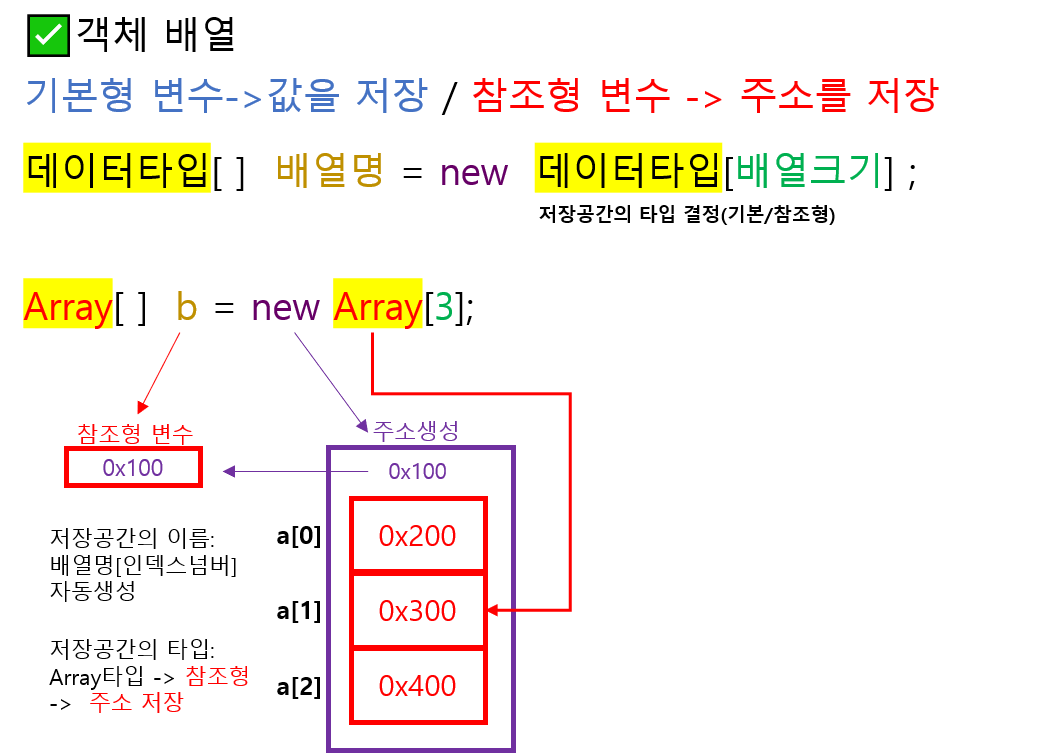 ✅객체 배열
기본형 변수->값을 저장 / 참조형 변수 -> 주소를 저장
데이터타입[ ] 배열명 = new 데이터타입[배열크기] ;
저장공간의 타입 결정(기본/참조형)
Array[ ] b = new Array[3];
참조형 변수
0x100
주소생성
0x100
a[0]
0x200
a[1]
0x300
a[2]
0x400
저장공간의 이름:
배열명[인덱스넘버]
자동생성
저장공간의 타입:
Array타입 -> 참조형
-> 주소 저장